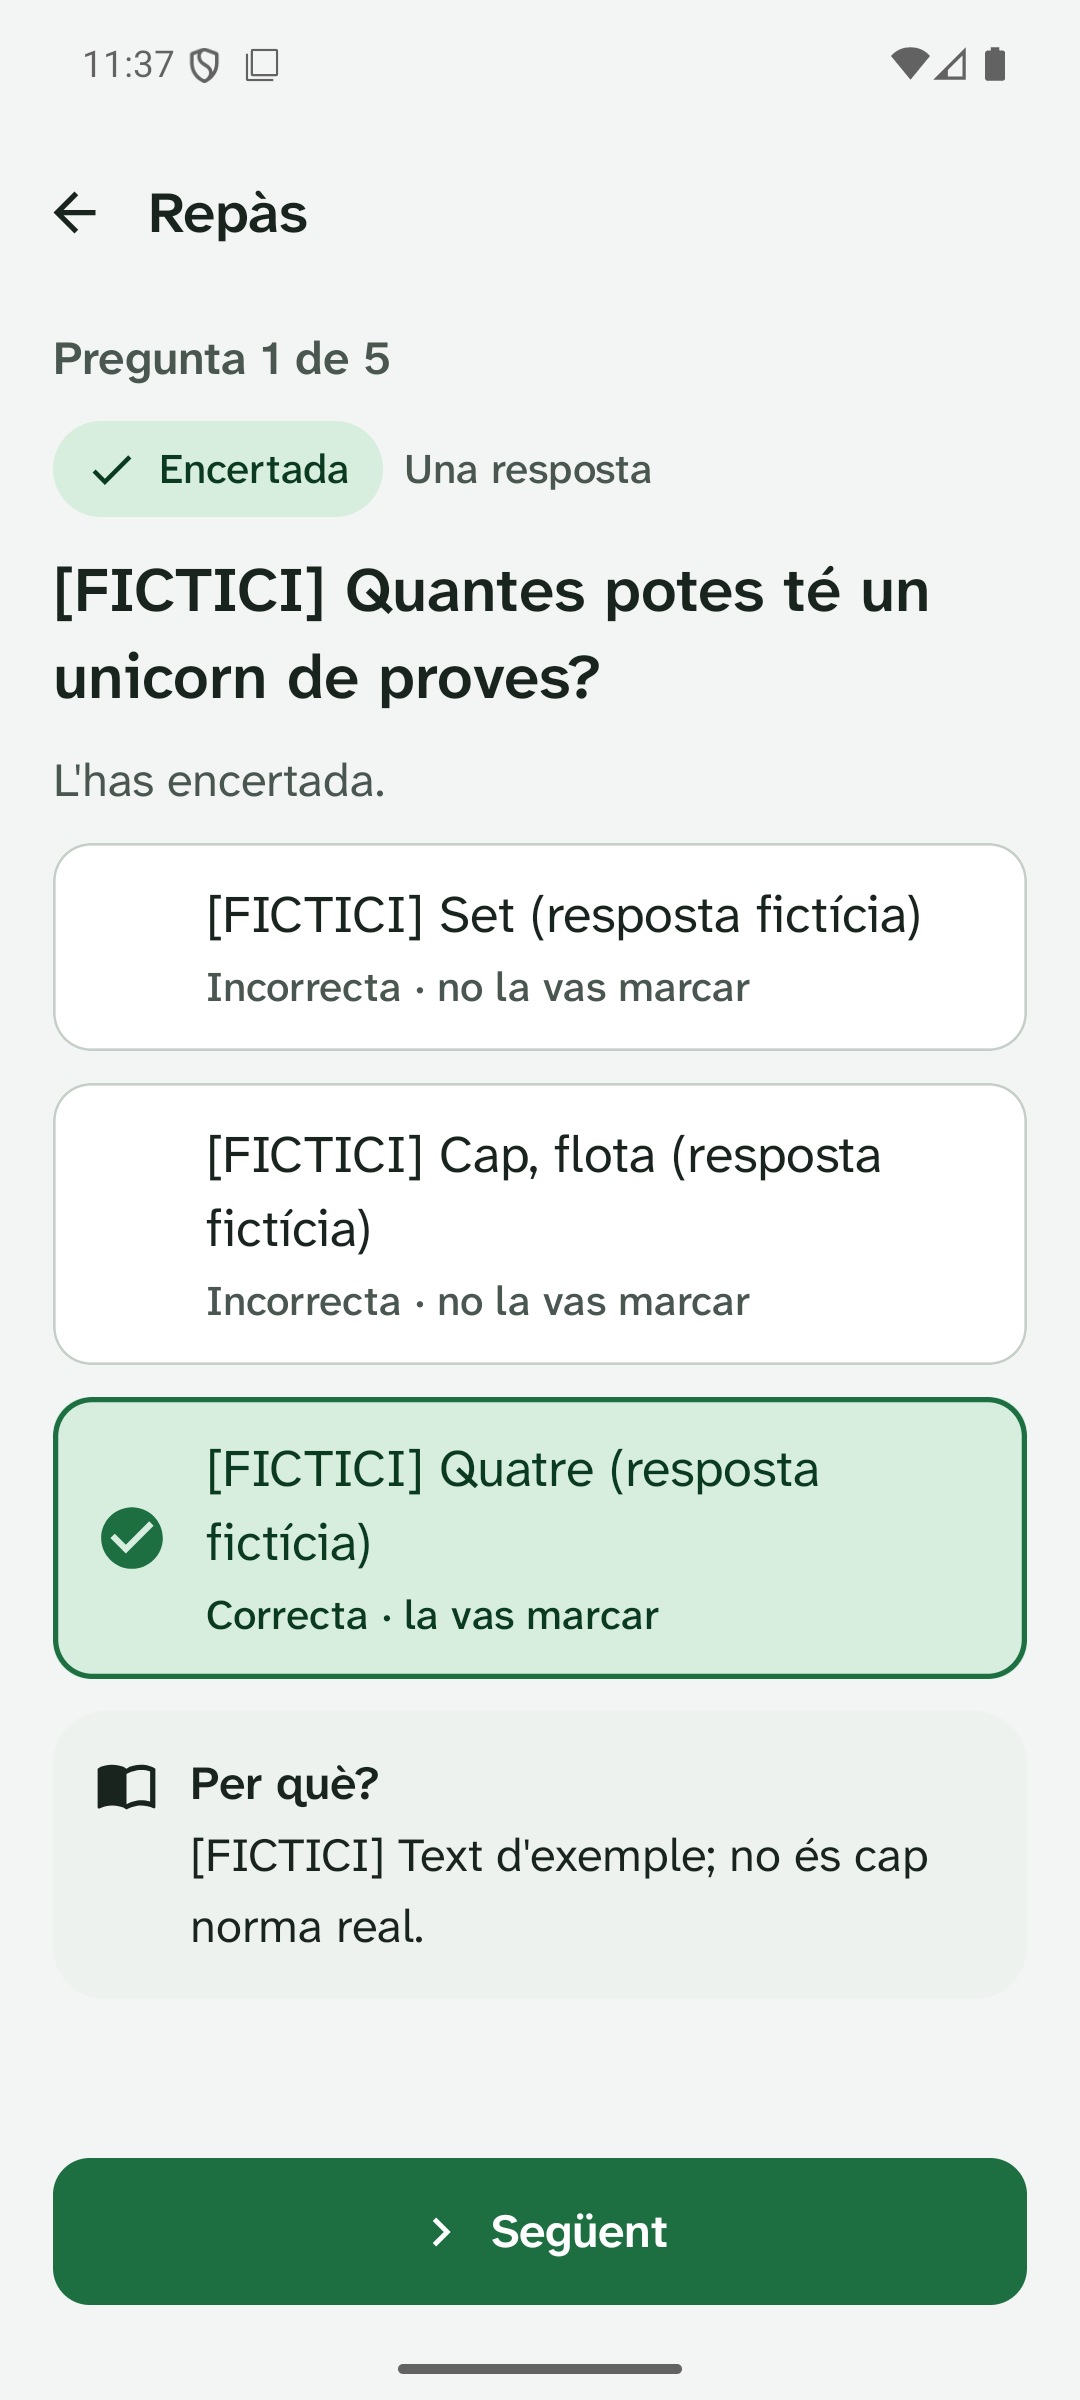 11:37
Repàs
Pregunta 1 de 5
Encertada
Una resposta
[FICTICI] Quantes potes té un
unicorn de proves?
L'has encertada.
[FICTICI] Set (resposta fictícia)
Incorrecta · no la vas marcar
[FICTICI] Cap, flota (resposta
fictícia)
Incorrecta · no la vas marcar
[FICTICI] Quatre (resposta
fictícia)
Correcta · la vas marcar
Per què?
[FICTICI] Text d'exemple; no és cap
norma real.
Següent